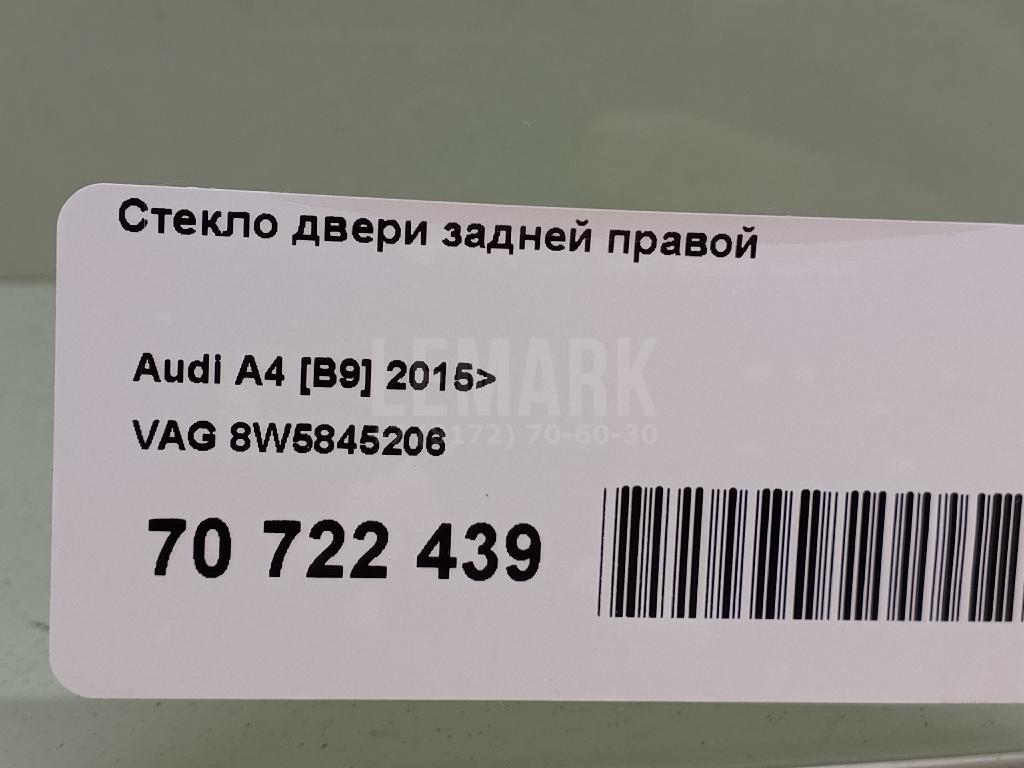 Стекло двери задней правой
Audi A4 [B9] 2015>
LEMARK
VAG 8W5845206
172) 70-60-30
70 722 439